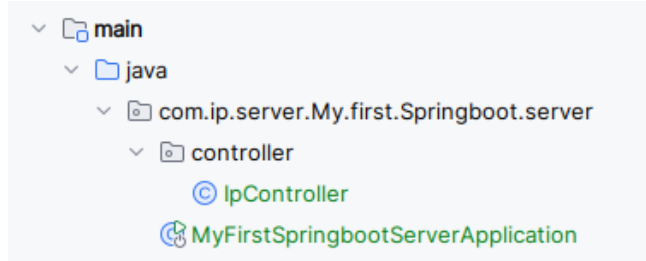 main
java
com.ip.server.My.first.Springboot.server
controller
IpController
MyFirstSpringbootServerApplication